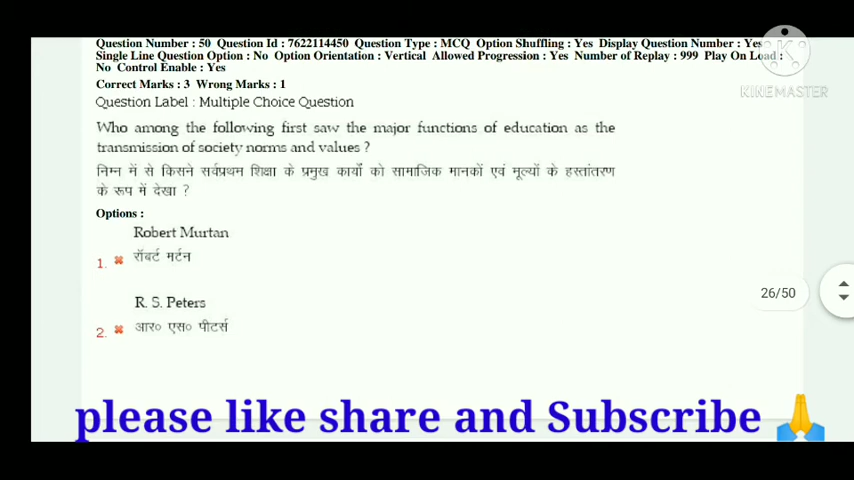 Question Number : 50 Question Id : 7622114450 Question Type : MCQ Option Shuffling : Yes Display Question Number : Yes
Single Line Question Option : No Option Orientation : Vertical Allowed Progression : Yes Number of Replay : 999 Play On Load :
No Control Enable : Yes
Correct Marks : 3 Wrong Marks : 1
Question Label : Multiple Choice Question
Who among the following first saw the major functions of education as the
transmission of society norms and values ?
निम्न में से किसने सर्वप्रथम शिक्षा के प्रमुख कार्यों को सामाजिक मानकों एवं मूल्यों के हस्तांतरण
के रूप में देखा ?
Options :
Robert Murtan
1. रॉबर्ट मर्टन
R. S. Peters
2. आर० एस० पीटर्स
26/50
K
KINEMASTER
please like share and Subscribe